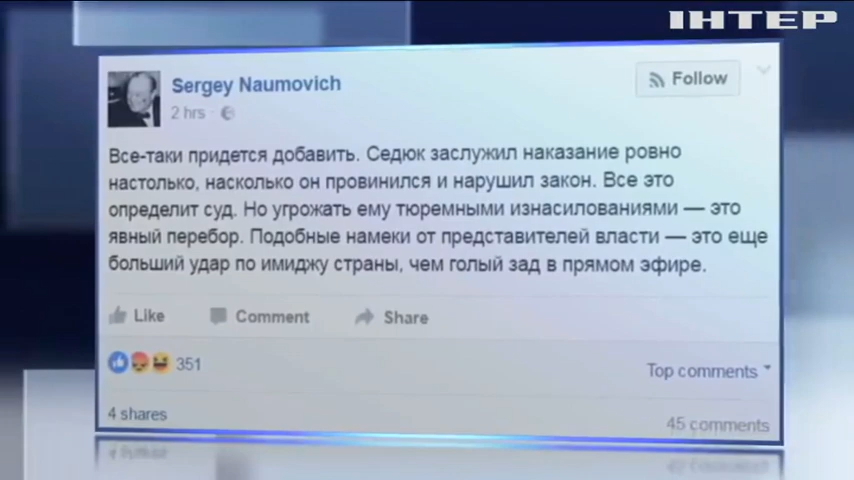 ІНТЕР
Sergey Naumovich
Follow
2 hrs ·
Все-таки придется добавить. Седюк заслужил наказание ровно
настолько, насколько он провинился и нарушил закон. Все это
определит суд. Но угрожать ему тюремными изнасилованиями — это
явный перебор. Подобные намеки от представителей власти — это еще
больший удар по имиджу страны, чем голый зад в прямом эфире.
Like Comment Share
351
Top comments
4 shares
45 comments